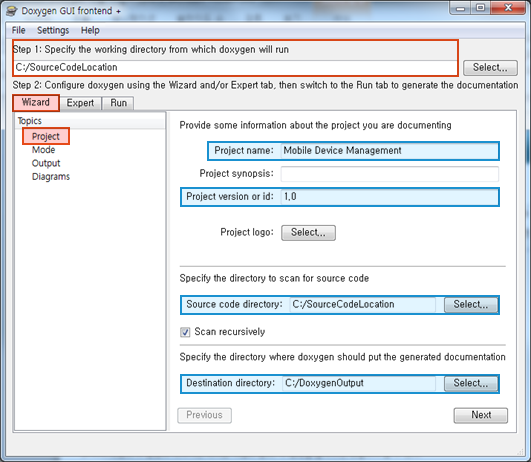 Doxygen GUI frontend +
File Settings Help
Step 1: Specify the working directory from which doxygen will run
C:/SourceCodeLocation Select...
Step 2: Configure doxygen using the Wizard and/or Expert tab, then switch to the Run tab to generate the documentation
Wizard Expert Run
Topics
Project
Mode
Output
Diagrams
Provide some information about the project you are documenting
Project name: Mobile Device Management
Project synopsis:
Project version or id: 1.0
Project logo: Select...
Specify the directory to scan for source code
Source code directory: C:/SourceCodeLocation Select...
Scan recursively
Specify the directory where doxygen should put the generated documentation
Destination directory: C:/DoxygenOutput Select...
Previous Next